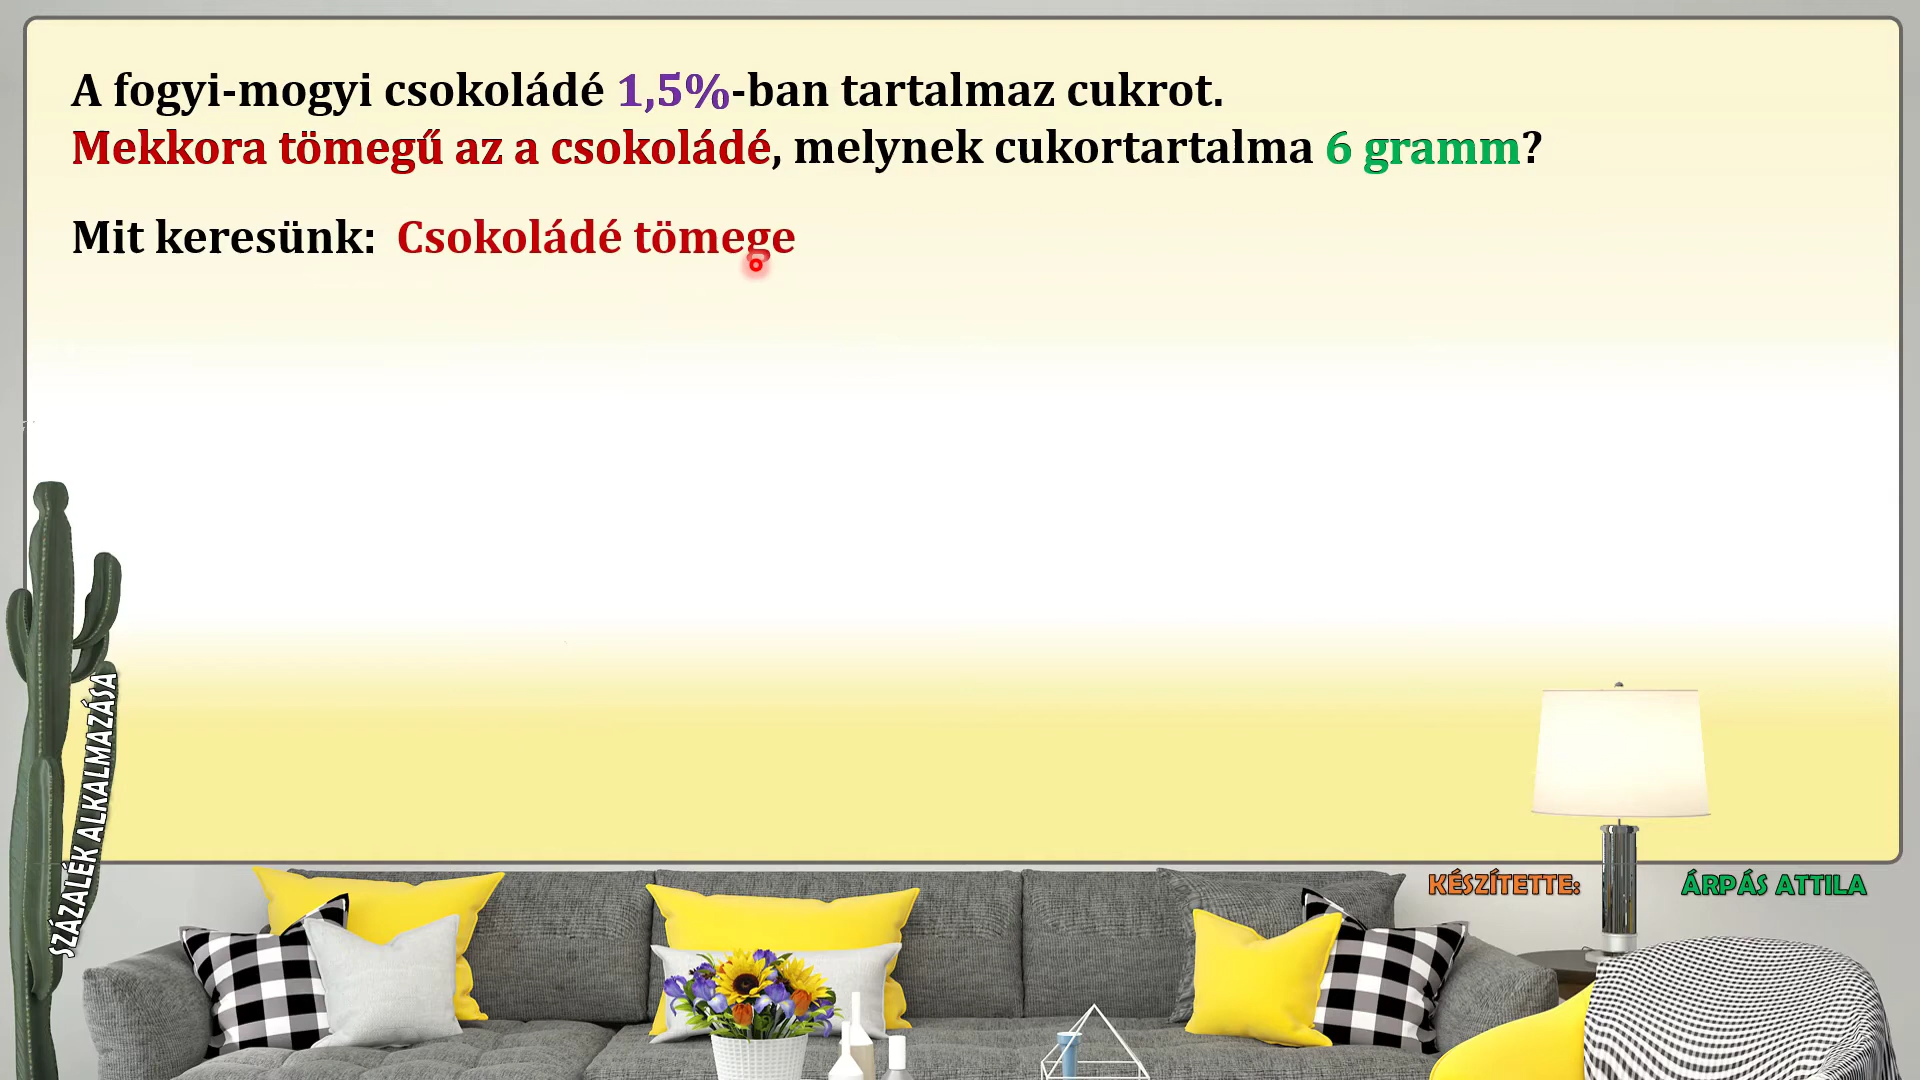 A fogyi-mogyi csokoládé 1,5%-ban tartalmaz cukrot.
Mekkora tömegű az a csokoládé, melynek cukortartalma 6 gramm?
Mit keresünk: Csokoládé tömege
SZÁZALÉK ALKALMAZÁSA
KÉSZÍTETTE: ÁRPÁS ATTILA